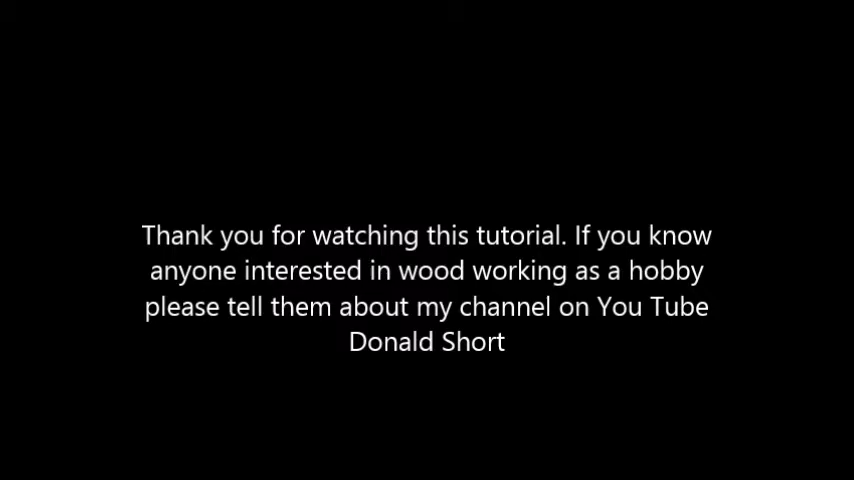 Thank you for watching this tutorial. If you know
anyone interested in wood working as a hobby
please tell them about my channel on You Tube
Donald Short